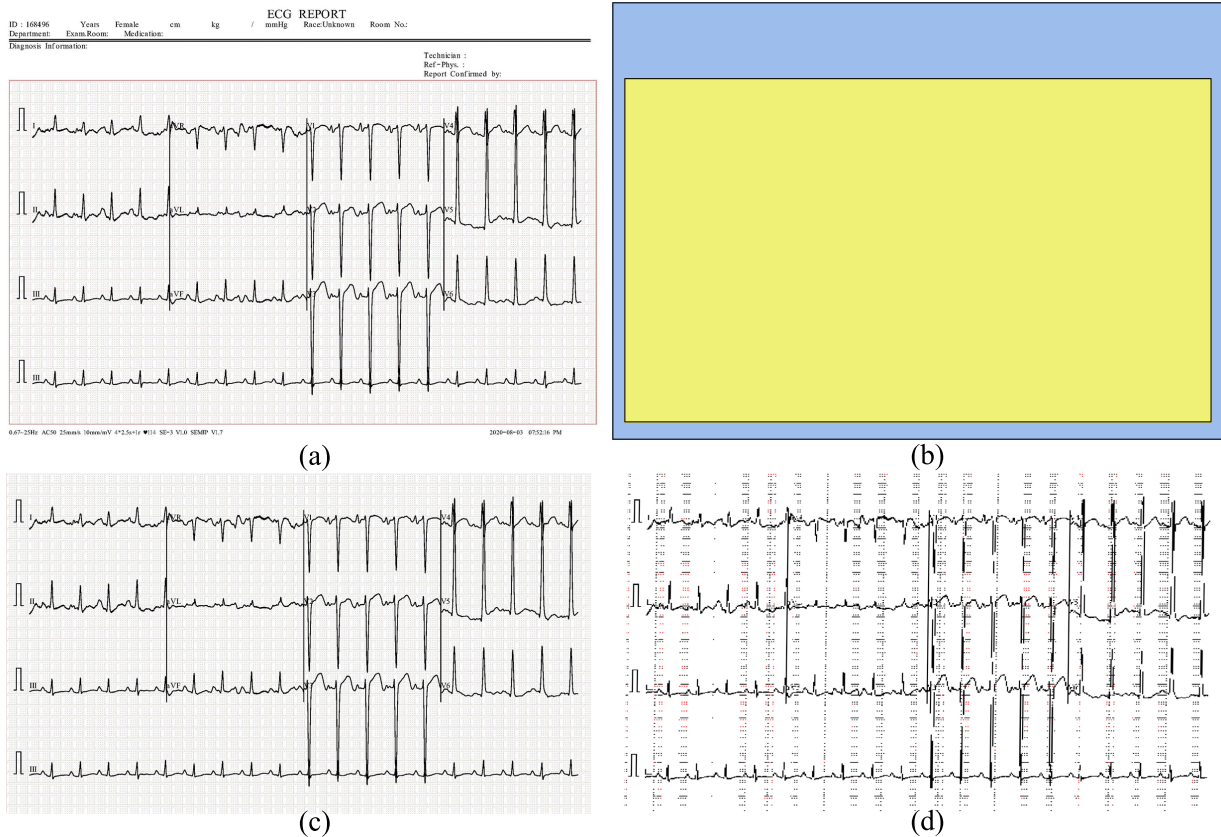 ECG REPORT
ID : 168496 Years Female cm kg / mmHg Race:Unknown Room No.:
Department: Exam.Room: Medication:
Diagnosis Information:
Technician :
Ref-Phys. :
Report Confirmed by:
I aVR V1 V4
II aVL V2 V5
III aVF V3 V6
III
0.67~25Hz AC50 25mm/s 10mm/mV 4*2.5s+1r ♥114 SE-3 V1.0 SEMIP V1.7
2020-08-03 07:52:16 PM
(a)
(b)
I aVR V1 V4
II aVL V2 V5
III aVF V3 V6
III
(c)
(d)